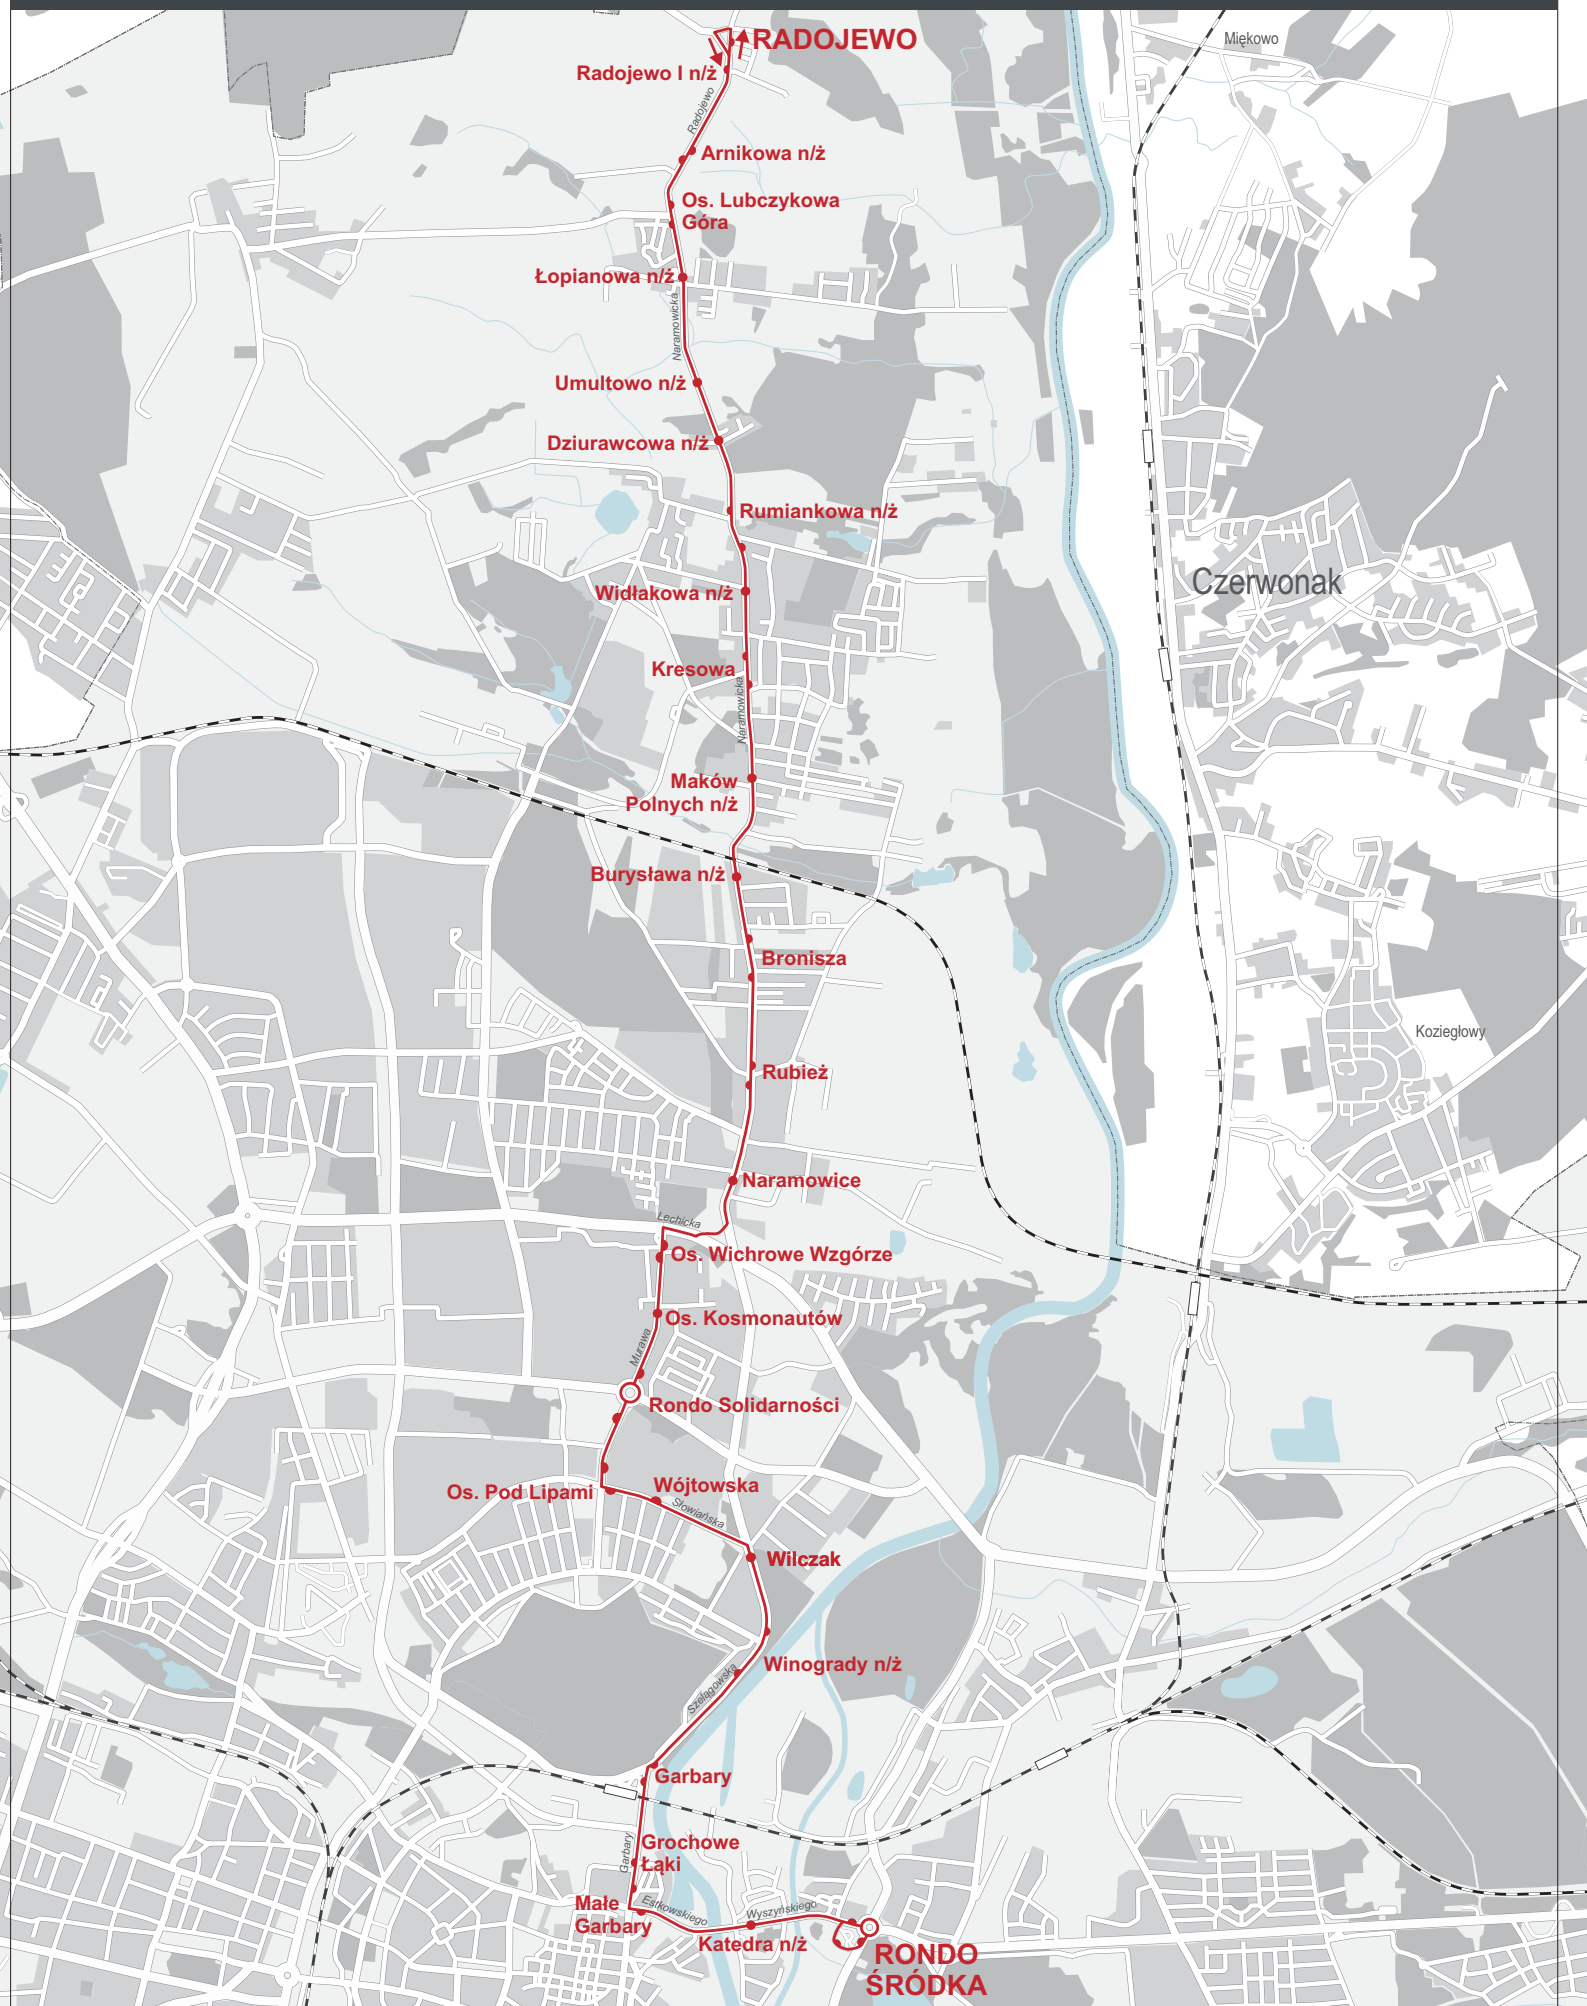 RADOJEWO
Miękowo
Radojewo I n/ż
Radojewo
Arnikowa n/ż
Os. Lubczykowa
Góra
Łopianowa n/ż
Naramowicka
Umultowo n/ż
Dziurawcowa n/ż
Rumiankowa n/ż
Czerwonak
Widłakowa n/ż
Kresowa
Naramowicka
Maków
Polnych n/ż
Burysława n/ż
Bronisza
Koziegłowy
Rubież
Naramowice
Lechicka
Os. Wichrowe Wzgórze
Os. Kosmonautów
Murawa
Rondo Solidarności
Os. Pod Lipami
Wójtowska
Słowiańska
Wilczak
Winogrady n/ż
Szelągowska
Garbary
Garbary
Grochowe
Łąki
Małe
Garbary
Estkowskiego
Wyszyńskiego
Katedra n/ż
RONDO
ŚRÓDKA